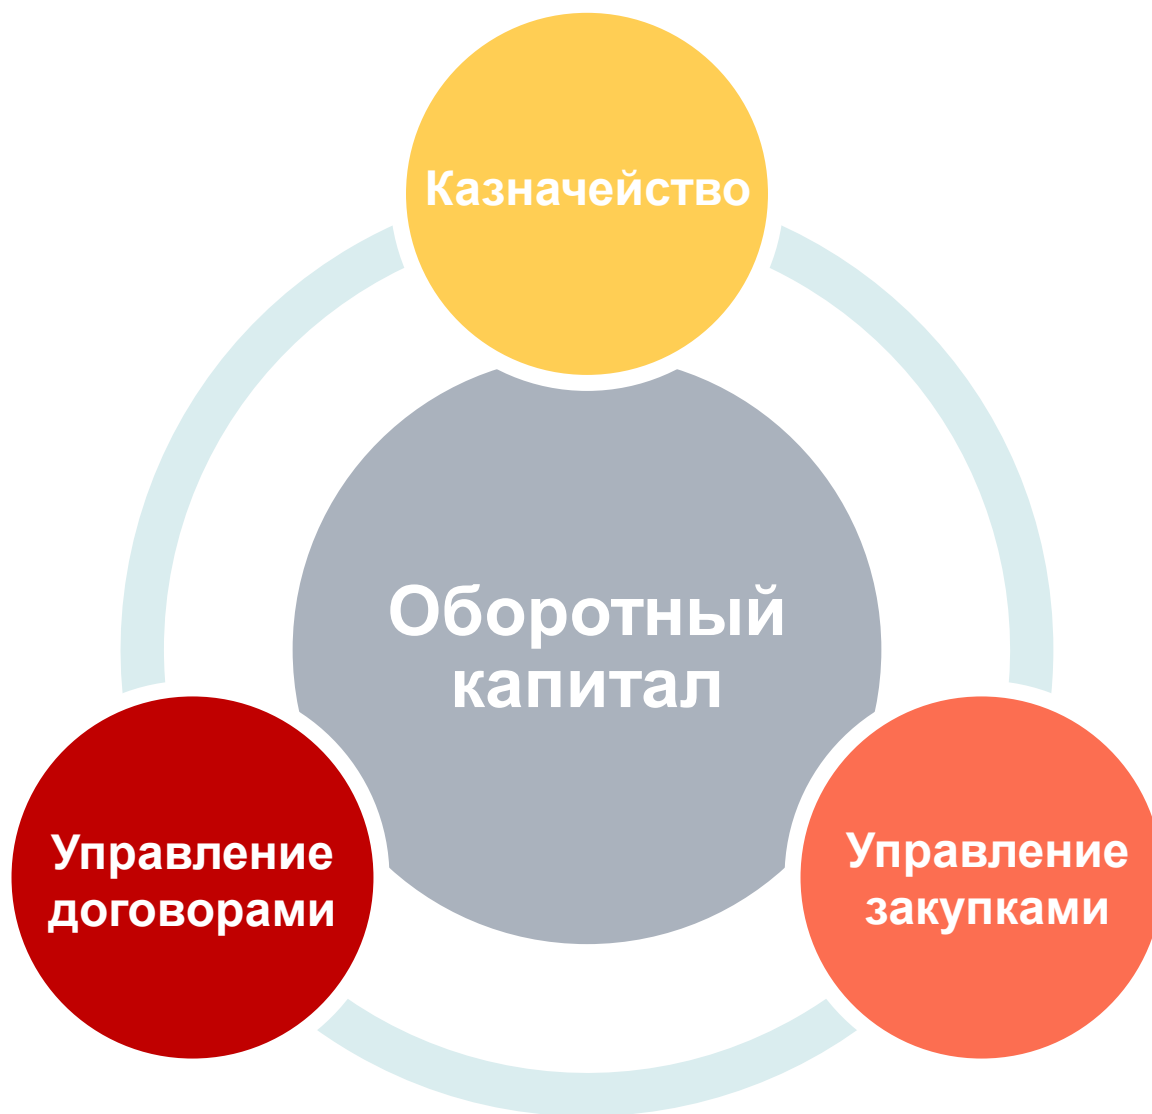 Казначейство
Оборотный
капитал
Управление
договорами
Управление
закупками